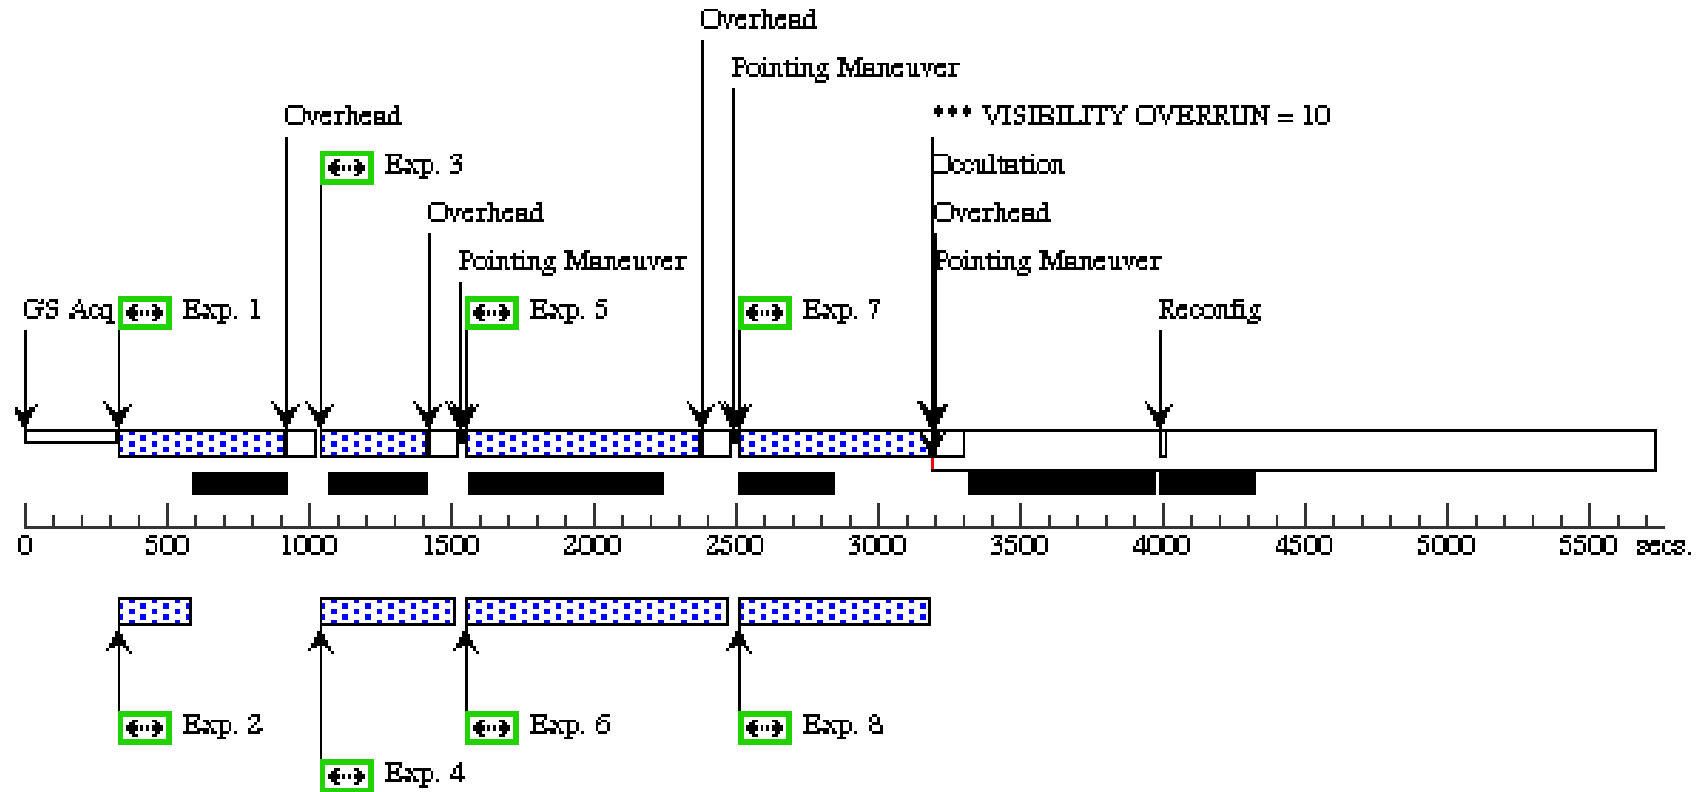 Overhead
Pointing Maneuver
Overhead
*** VISIBILITY OVERRUN = 10
Exp. 3
Occultation
Overhead
Overhead
Pointing Maneuver
Pointing Maneuver
GS Acq
Exp. 1
Exp. 5
Exp. 7
Reconfig
0 500 1000 1500 2000 2500 3000 3500 4000 4500 5000 5500 secs.
Exp. 2
Exp. 6
Exp. 8
Exp. 4